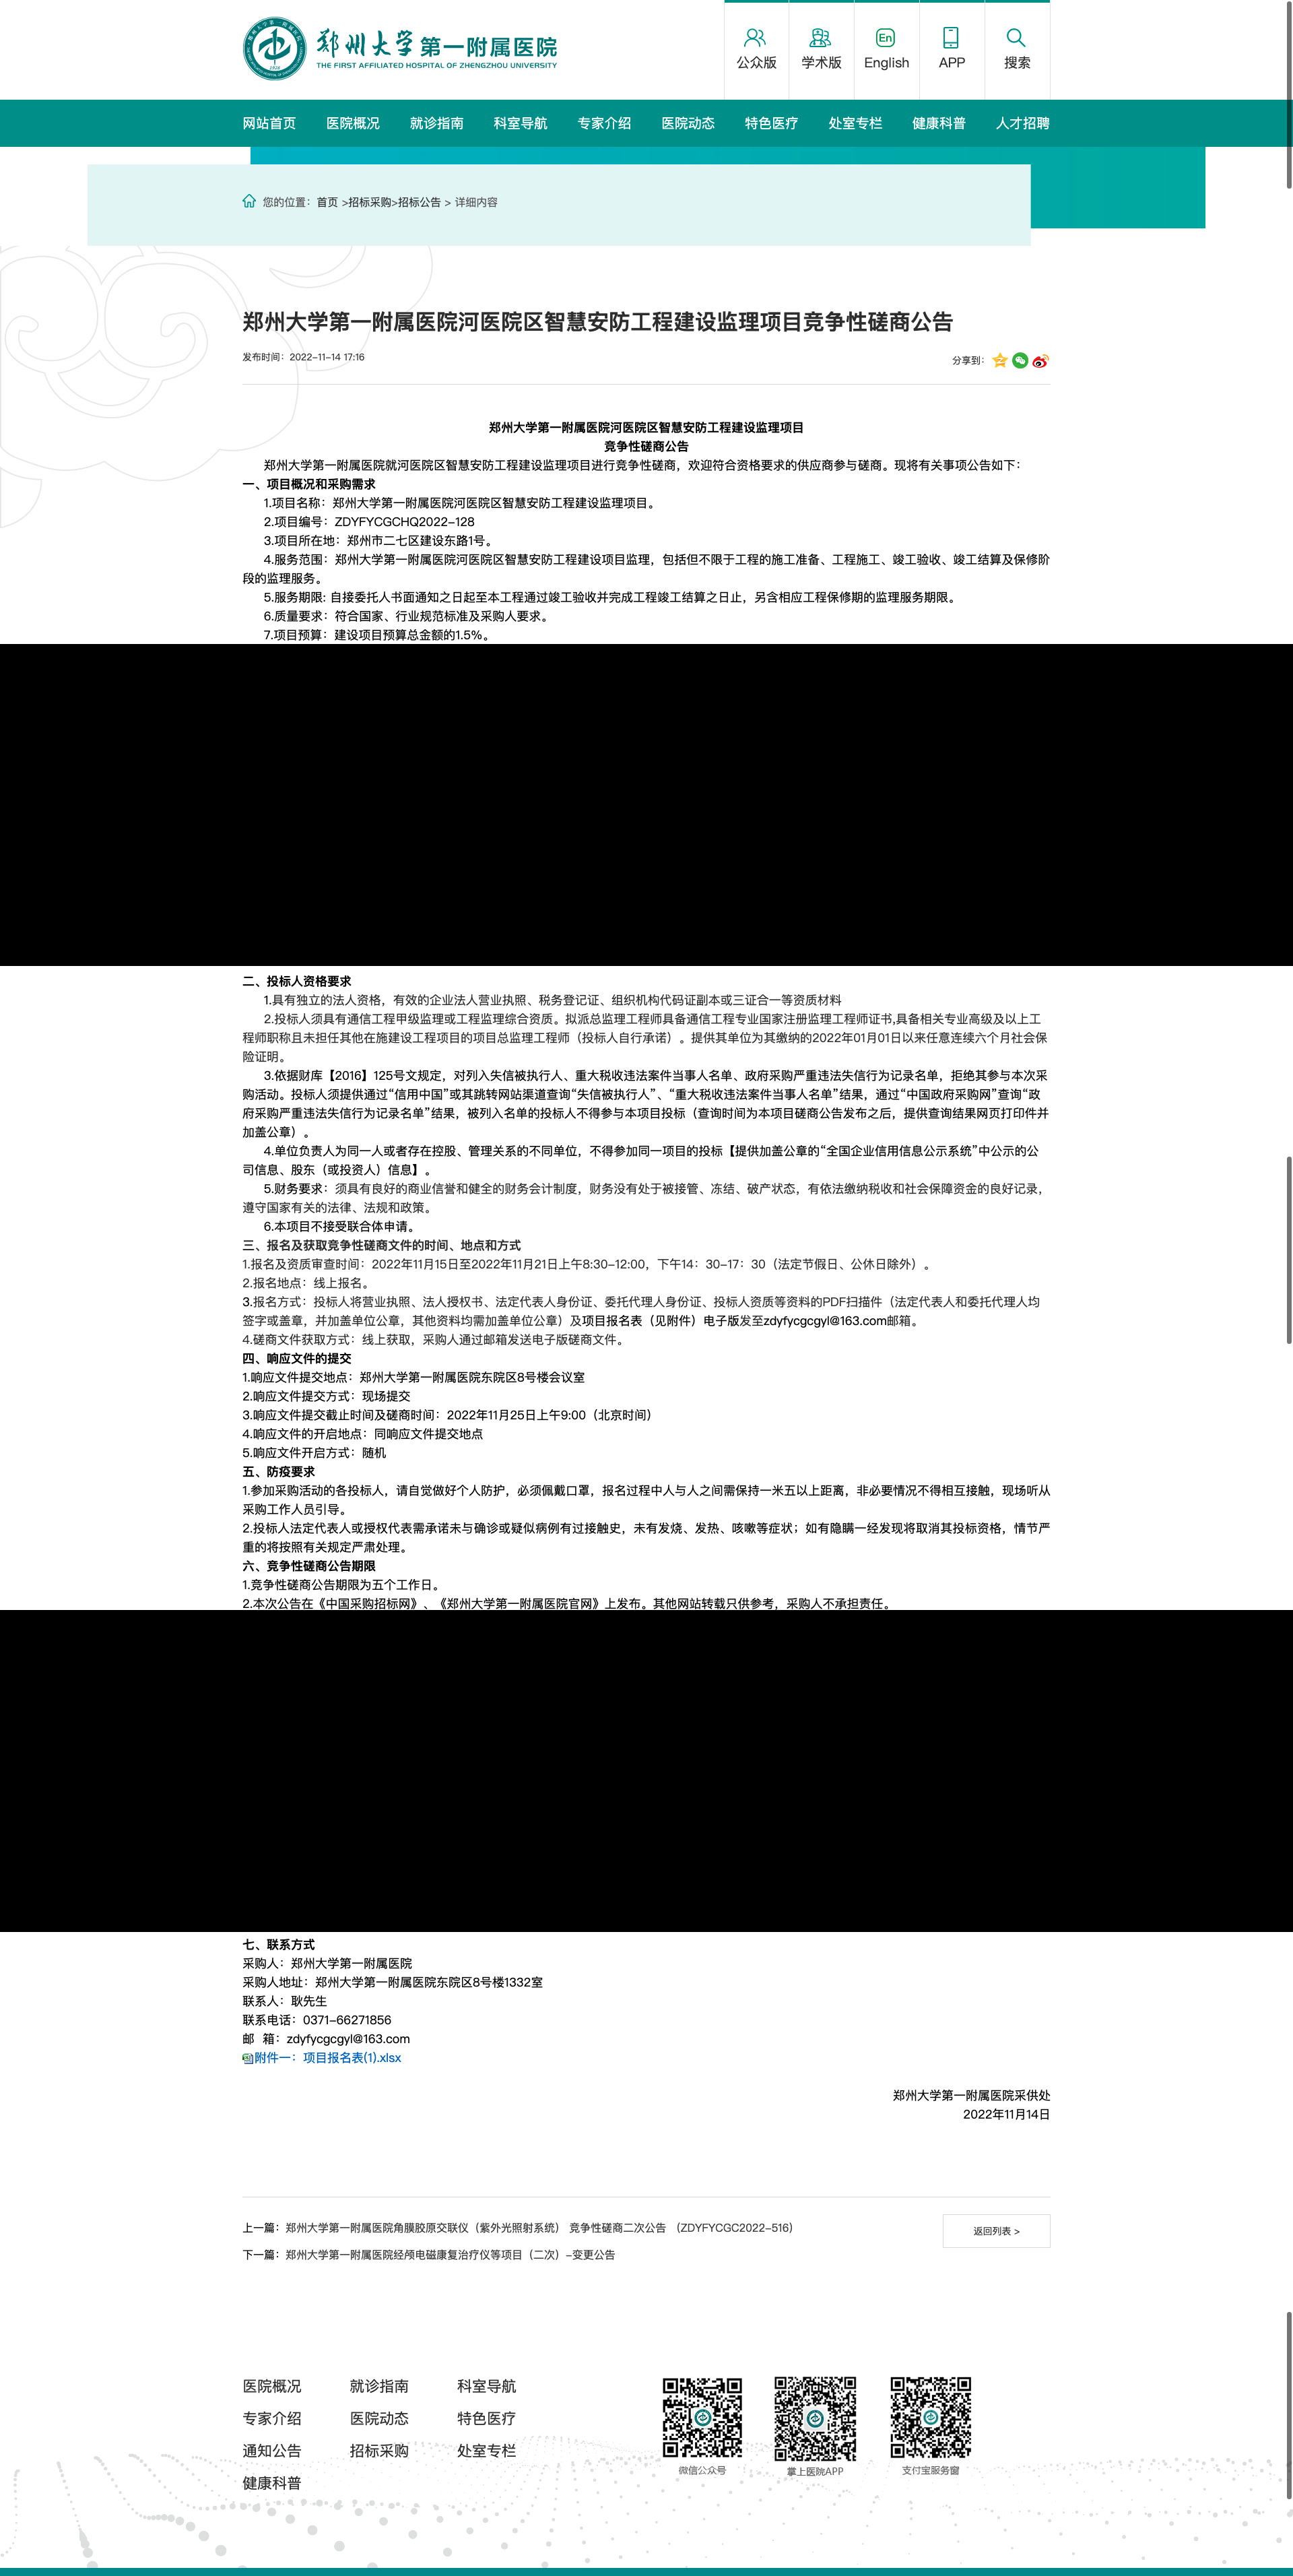 郑州大学第一附属医院
THE FIRST AFFILIATED HOSPITAL OF ZHENGZHOU UNIVERSITY
公众版
学术版
English
APP
搜索
网站首页
医院概况
就诊指南
科室导航
专家介绍
医院动态
特色医疗
处室专栏
健康科普
人才招聘
您的位置：首页 >招标采购>招标公告 > 详细内容
郑州大学第一附属医院河医院区智慧安防工程建设监理项目竞争性磋商公告
发布时间：2022-11-14 17:16
分享到：
郑州大学第一附属医院河医院区智慧安防工程建设监理项目
竞争性磋商公告
郑州大学第一附属医院就河医院区智慧安防工程建设监理项目进行竞争性磋商，欢迎符合资格要求的供应商参与磋商。现将有关事项公告如下：
一、项目概况和采购需求
1.项目名称：郑州大学第一附属医院河医院区智慧安防工程建设监理项目。
2.项目编号：ZDYFYCGCHQ2022-128
3.项目所在地：郑州市二七区建设东路1号。
4.服务范围：郑州大学第一附属医院河医院区智慧安防工程建设项目监理，包括但不限于工程的施工准备、工程施工、竣工验收、竣工结算及保修阶
段的监理服务。
5.服务期限: 自接委托人书面通知之日起至本工程通过竣工验收并完成工程竣工结算之日止，另含相应工程保修期的监理服务期限。
6.质量要求：符合国家、行业规范标准及采购人要求。
7.项目预算：建设项目预算总金额的1.5%。
二、投标人资格要求
1.具有独立的法人资格，有效的企业法人营业执照、税务登记证、组织机构代码证副本或三证合一等资质材料
2.投标人须具有通信工程甲级监理或工程监理综合资质。拟派总监理工程师具备通信工程专业国家注册监理工程师证书,具备相关专业高级及以上工
程师职称且未担任其他在施建设工程项目的项目总监理工程师（投标人自行承诺）。提供其单位为其缴纳的2022年01月01日以来任意连续六个月社会保
险证明。
3.依据财库【2016】125号文规定，对列入失信被执行人、重大税收违法案件当事人名单、政府采购严重违法失信行为记录名单，拒绝其参与本次采
购活动。投标人须提供通过“信用中国”或其跳转网站渠道查询“失信被执行人”、“重大税收违法案件当事人名单”结果，通过“中国政府采购网”查询“政
府采购严重违法失信行为记录名单”结果，被列入名单的投标人不得参与本项目投标（查询时间为本项目磋商公告发布之后，提供查询结果网页打印件并
加盖公章）。
4.单位负责人为同一人或者存在控股、管理关系的不同单位，不得参加同一项目的投标【提供加盖公章的“全国企业信用信息公示系统”中公示的公
司信息、股东（或投资人）信息】。
5.财务要求：须具有良好的商业信誉和健全的财务会计制度，财务没有处于被接管、冻结、破产状态，有依法缴纳税收和社会保障资金的良好记录，
遵守国家有关的法律、法规和政策。
6.本项目不接受联合体申请。
三、报名及获取竞争性磋商文件的时间、地点和方式
1.报名及资质审查时间：2022年11月15日至2022年11月21日上午8:30-12:00，下午14：30-17：30（法定节假日、公休日除外）。
2.报名地点：线上报名。
3.报名方式：投标人将营业执照、法人授权书、法定代表人身份证、委托代理人身份证、投标人资质等资料的PDF扫描件（法定代表人和委托代理人均
签字或盖章，并加盖单位公章，其他资料均需加盖单位公章）及项目报名表（见附件）电子版发至zdyfycgcgyl@163.com邮箱。
4.磋商文件获取方式：线上获取，采购人通过邮箱发送电子版磋商文件。
四、响应文件的提交
1.响应文件提交地点：郑州大学第一附属医院东院区8号楼会议室
2.响应文件提交方式：现场提交
3.响应文件提交截止时间及磋商时间：2022年11月25日上午9:00（北京时间）
4.响应文件的开启地点：同响应文件提交地点
5.响应文件开启方式：随机
五、防疫要求
1.参加采购活动的各投标人，请自觉做好个人防护，必须佩戴口罩，报名过程中人与人之间需保持一米五以上距离，非必要情况不得相互接触，现场听从
采购工作人员引导。
2.投标人法定代表人或授权代表需承诺未与确诊或疑似病例有过接触史，未有发烧、发热、咳嗽等症状；如有隐瞒一经发现将取消其投标资格，情节严
重的将按照有关规定严肃处理。
六、竞争性磋商公告期限
1.竞争性磋商公告期限为五个工作日。
2.本次公告在《中国采购招标网》、《郑州大学第一附属医院官网》上发布。其他网站转载只供参考，采购人不承担责任。
七、联系方式
采购人：郑州大学第一附属医院
采购人地址：郑州大学第一附属医院东院区8号楼1332室
联系人：耿先生
联系电话：0371-66271856
邮 箱：zdyfycgcgyl@163.com
附件一：项目报名表(1).xlsx
郑州大学第一附属医院采供处
2022年11月14日
上一篇：郑州大学第一附属医院角膜胶原交联仪（紫外光照射系统） 竞争性磋商二次公告 （ZDYFYCGC2022-516）
返回列表 >
下一篇：郑州大学第一附属医院经颅电磁康复治疗仪等项目（二次）-变更公告
医院概况
就诊指南
科室导航
专家介绍
医院动态
特色医疗
通知公告
招标采购
处室专栏
健康科普
微信公众号
掌上医院APP
支付宝服务窗